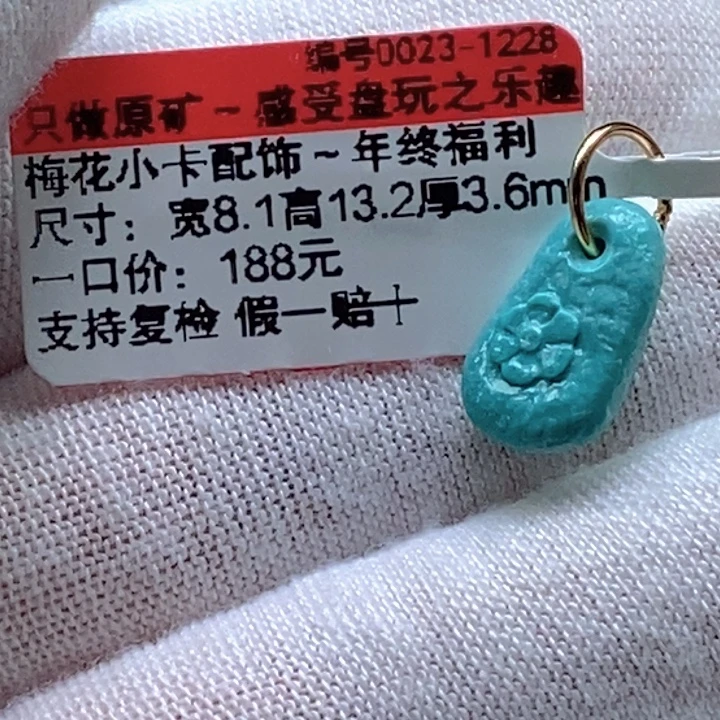 编号0023-1228
只做原矿~感受盘玩之乐趣
梅花小卡配饰~年终福利
尺寸：宽8.1高13.2厚3.6mm
一口价：188元
支持复检 假一赔十